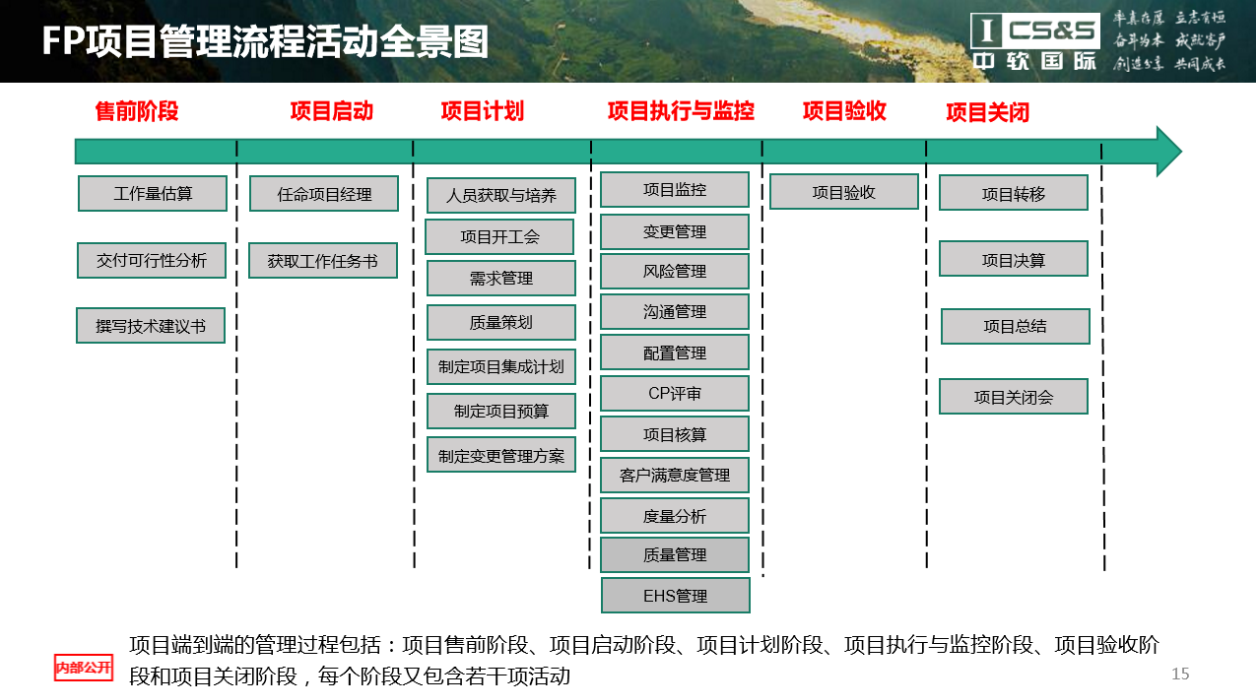 FP项目管理流程活动全景图
I CS&S
中软国际
率真在厚 立志有恒
奋斗为本 成就客户
创造分享 共同成长
售前阶段 项目启动 项目计划 项目执行与监控 项目验收 项目关闭
工作量估算
交付可行性分析
撰写技术建议书
任命项目经理
获取工作任务书
人员获取与培养
项目开工会
需求管理
质量策划
制定项目集成计划
制定项目预算
制定变更管理方案
项目监控
变更管理
风险管理
沟通管理
配置管理
CP评审
项目核算
客户满意度管理
度量分析
质量管理
EHS管理
项目验收
项目转移
项目决算
项目总结
项目关闭会
项目端到端的管理过程包括：项目售前阶段、项目启动阶段、项目计划阶段、项目执行与监控阶段、项目验收阶
段和项目关闭阶段，每个阶段又包含若干项活动
内部公开
15